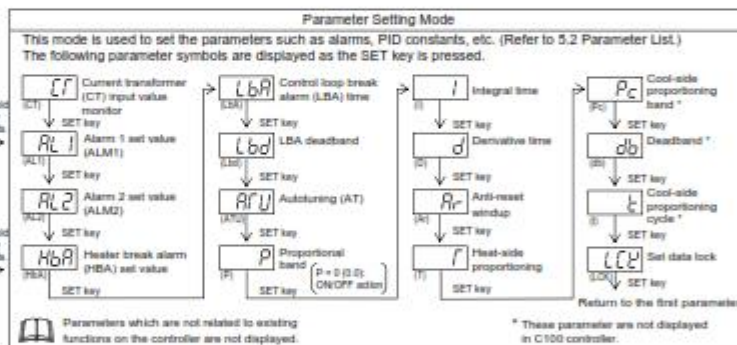 Parameter Setting Mode
This mode is used to set the parameters such as alarms, PID constants, etc. (Refer to 5.2 Parameter List.)
The following parameter symbols are displayed as the SET key is pressed.
CT
(CT)
Current transformer
(CT) input value
monitor
SET key
AL1
(AL1)
Alarm 1 set value
(ALM1)
SET key
AL2
(AL2)
Alarm 2 set value
(ALM2)
SET key
HbA
(HbA)
Heater break alarm
(HBA) set value
SET key
LbA
(LbA)
Control loop break
alarm (LBA) time
SET key
Lbd
(Lbd)
LBA deadband
SET key
ATU
(ATU)
Autotuning (AT)
SET key
P
(P)
Proportional
band
P = 0 (0.0):
ON/OFF action
SET key
I
(I)
Integral time
SET key
d
(D)
Derivative time
SET key
Ar
(Ar)
Anti-reset
windup
SET key
T
(T)
Heat-side
proportioning
SET key
Pc
(Pc)
Cool-side
proportioning
band *
SET key
db
(db)
Deadband *
SET key
t
(t)
Cool-side
proportioning
cycle *
SET key
LCK
(LCK)
Set data lock
SET key
Return to the first parameter
Parameters which are not related to existing
functions on the controller are not displayed.
* These parameter are not displayed
in C100 controller.